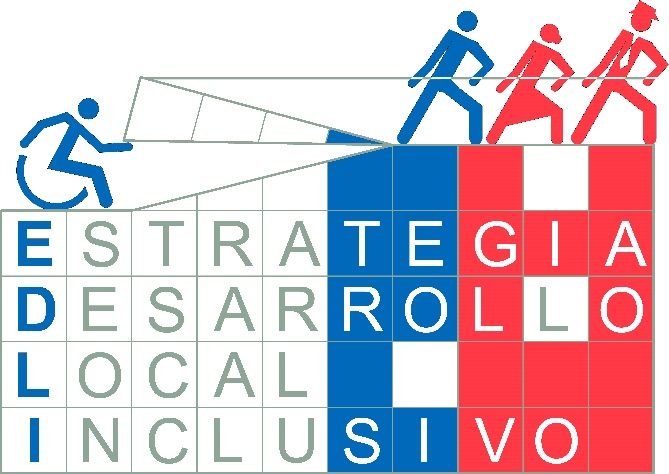 ESTRATEGIA
DESARROLLO
LOCAL
INCLUSIVO